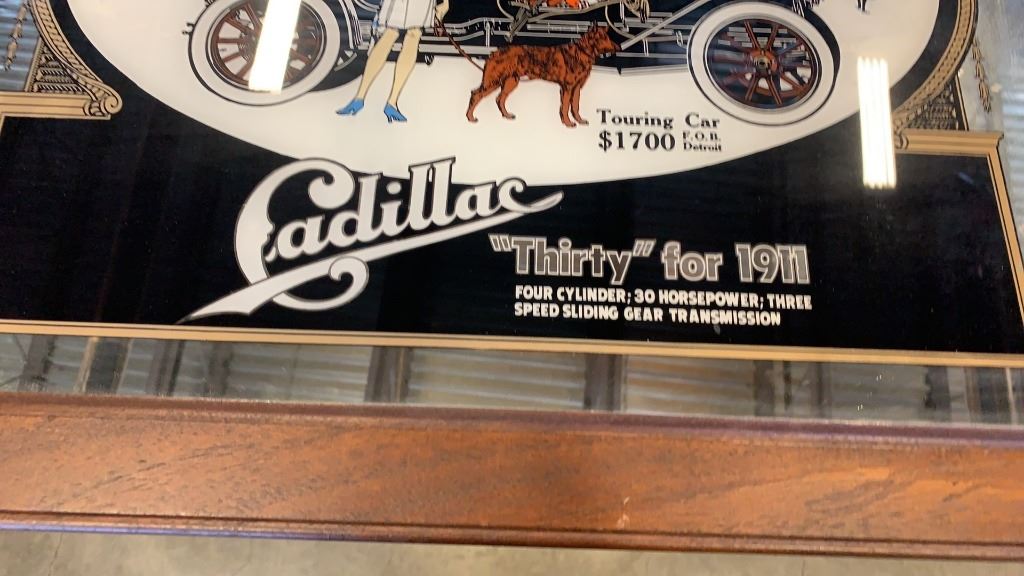 Touring Car
$1700 F.O.B. Detroit
Cadillac
"Thirty" for 1911
FOUR CYLINDER; 30 HORSEPOWER; THREE
SPEED SLIDING GEAR TRANSMISSION